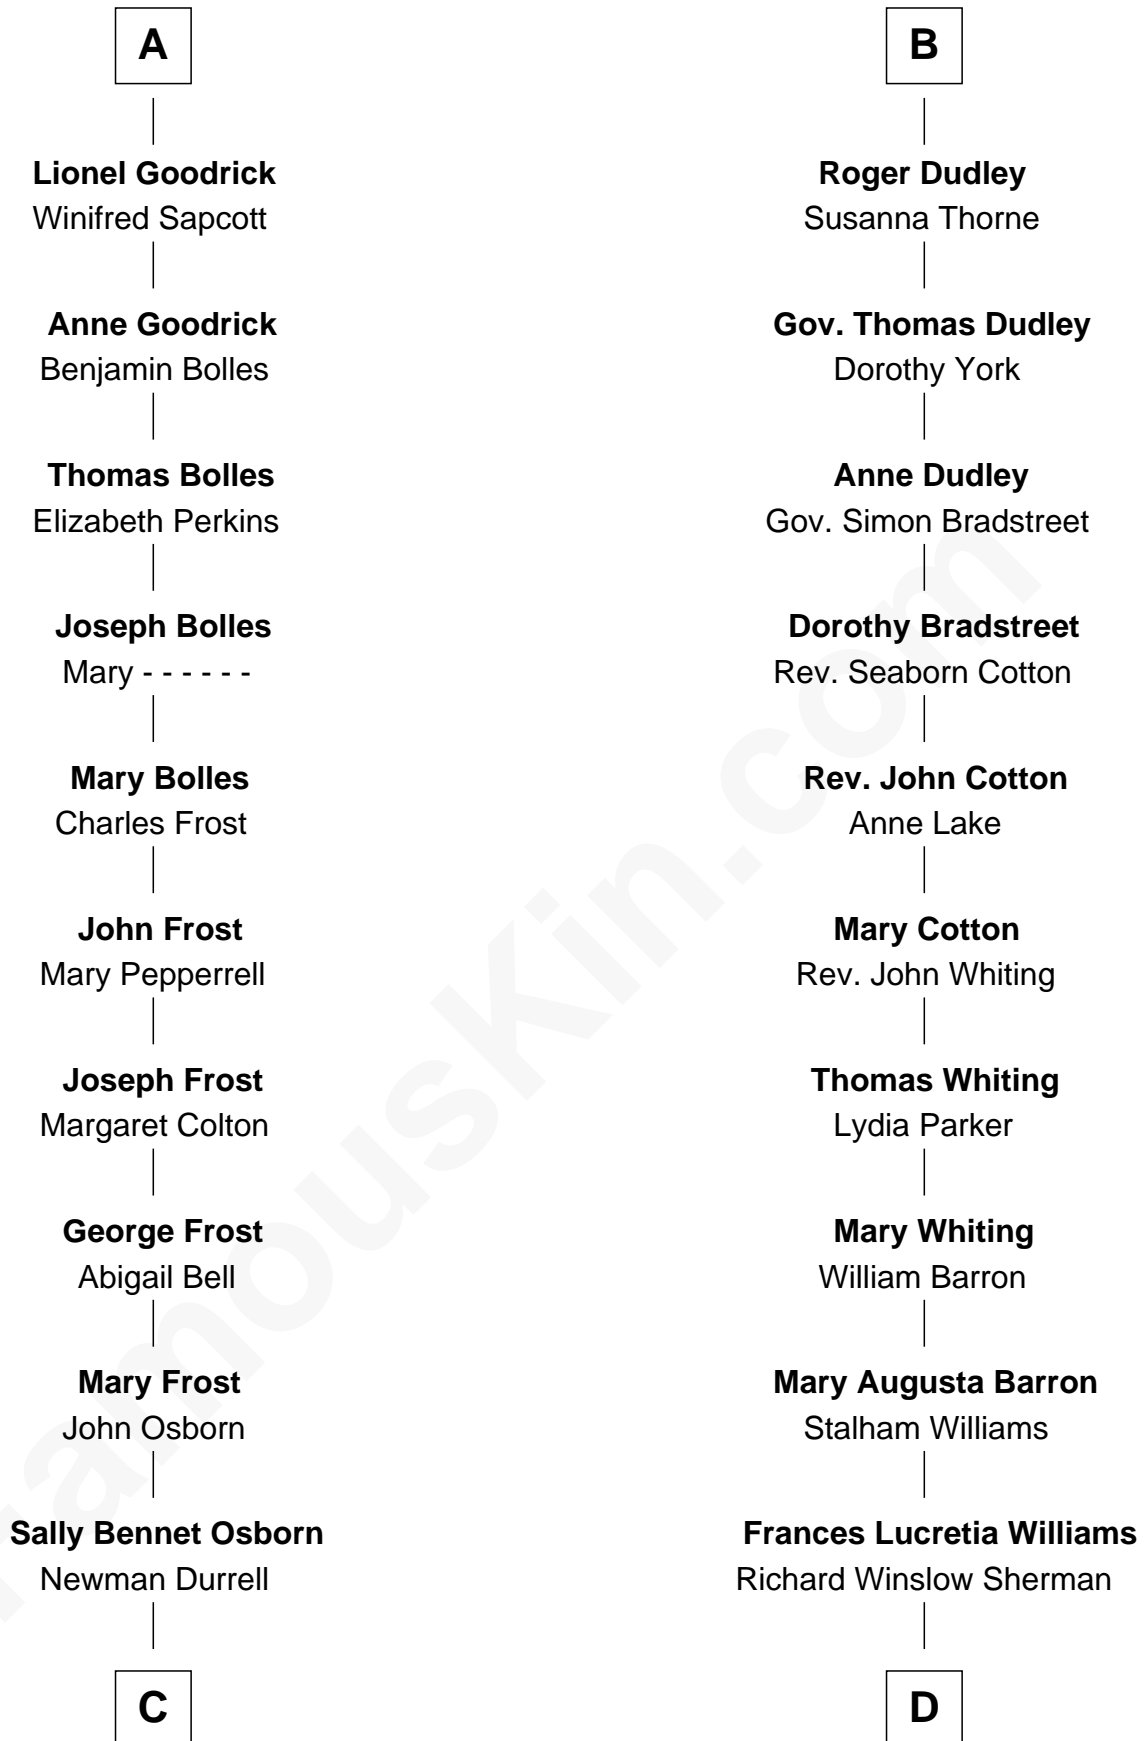 A
Lionel Goodrick
Winifred Sapcott
Anne Goodrick
Benjamin Bolles
Thomas Bolles
Elizabeth Perkins
Joseph Bolles
Mary - - - - - -
Mary Bolles
Charles Frost
John Frost
Mary Pepperrell
Joseph Frost
Margaret Colton
George Frost
Abigail Bell
Mary Frost
John Osborn
Sally Bennet Osborn
Newman Durrell
C
B
Roger Dudley
Susanna Thorne
Gov. Thomas Dudley
Dorothy York
Anne Dudley
Gov. Simon Bradstreet
Dorothy Bradstreet
Rev. Seaborn Cotton
Rev. John Cotton
Anne Lake
Mary Cotton
Rev. John Whiting
Thomas Whiting
Lydia Parker
Mary Whiting
William Barron
Mary Augusta Barron
Stalham Williams
Frances Lucretia Williams
Richard Winslow Sherman
D
FamousKin.com